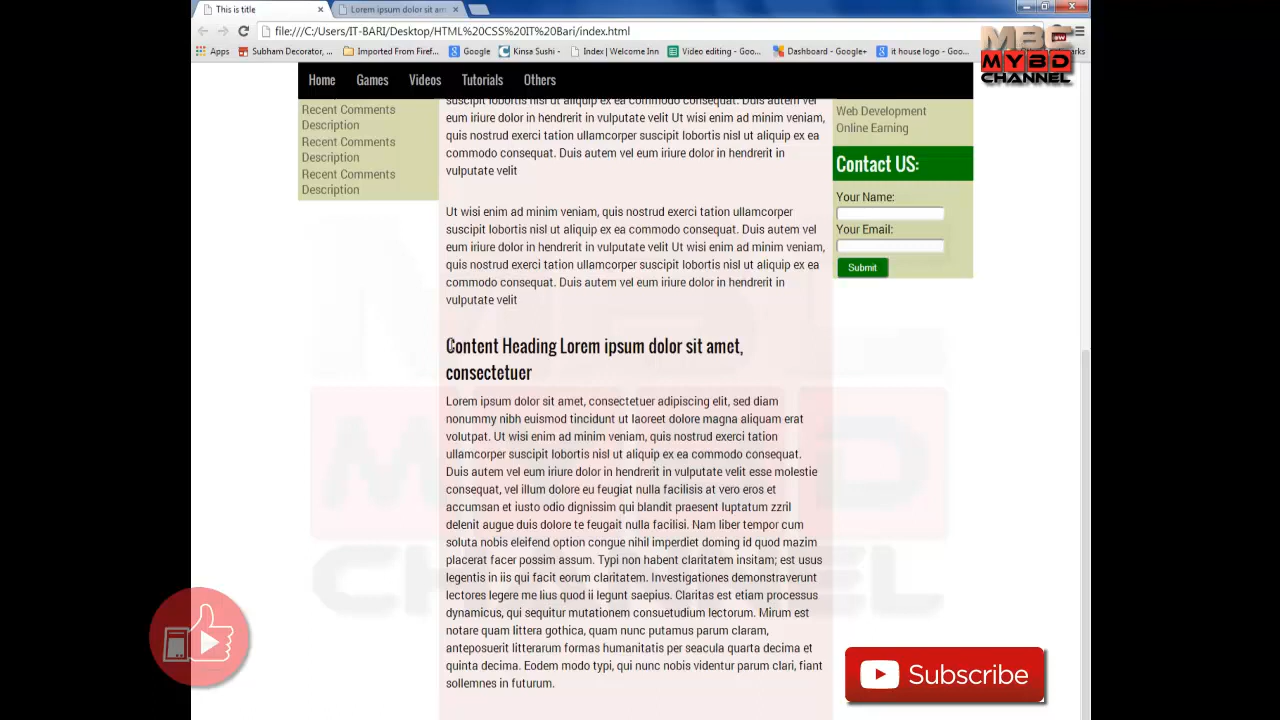 This is title
Lorem ipsum dolor sit am
file:///C:/Users/IT-BARI/Desktop/HTML%20CSS%20IT%20Bari/index.html
Apps Subham Decorator, ... Imported From Firef... Google Kinsa Sushi - Index | Welcome Inn Video editing - Goo... Dashboard - Google+ it house logo - Goo...
MBC
MYBD
CHANNEL
Home Games Videos Tutorials Others
Recent Comments
Description
Recent Comments
Description
Recent Comments
Description
suscipit lobortis nisl ut aliquip ex ea commodo consequat. Duis autem vel
eum iriure dolor in hendrerit in vulputate velit Ut wisi enim ad minim veniam,
quis nostrud exerci tation ullamcorper suscipit lobortis nisl ut aliquip ex ea
commodo consequat. Duis autem vel eum iriure dolor in hendrerit in
vulputate velit
Ut wisi enim ad minim veniam, quis nostrud exerci tation ullamcorper
suscipit lobortis nisl ut aliquip ex ea commodo consequat. Duis autem vel
eum iriure dolor in hendrerit in vulputate velit Ut wisi enim ad minim veniam,
quis nostrud exerci tation ullamcorper suscipit lobortis nisl ut aliquip ex ea
commodo consequat. Duis autem vel eum iriure dolor in hendrerit in
vulputate velit
Content Heading Lorem ipsum dolor sit amet,
consectetuer
Lorem ipsum dolor sit amet, consectetuer adipiscing elit, sed diam
nonummy nibh euismod tincidunt ut laoreet dolore magna aliquam erat
volutpat. Ut wisi enim ad minim veniam, quis nostrud exerci tation
ullamcorper suscipit lobortis nisl ut aliquip ex ea commodo consequat.
Duis autem vel eum iriure dolor in hendrerit in vulputate velit esse molestie
consequat, vel illum dolore eu feugiat nulla facilisis at vero eros et
accumsan et iusto odio dignissim qui blandit praesent luptatum zzril
delenit augue duis dolore te feugait nulla facilisi. Nam liber tempor cum
soluta nobis eleifend option congue nihil imperdiet doming id quod mazim
placerat facer possim assum. Typi non habent claritatem insitam; est usus
legentis in iis qui facit eorum claritatem. Investigationes demonstraverunt
lectores legere me lius quod ii legunt saepius. Claritas est etiam processus
dynamicus, qui sequitur mutationem consuetudium lectorum. Mirum est
notare quam littera gothica, quam nunc putamus parum claram,
anteposuerit litterarum formas humanitatis per seacula quarta decima et
quinta decima. Eodem modo typi, qui nunc nobis videntur parum clari, fiant
sollemnes in futurum.
Web Development
Online Earning
Contact US:
Your Name:
Your Email:
Submit
MYBD
CHANNEL
Subscribe